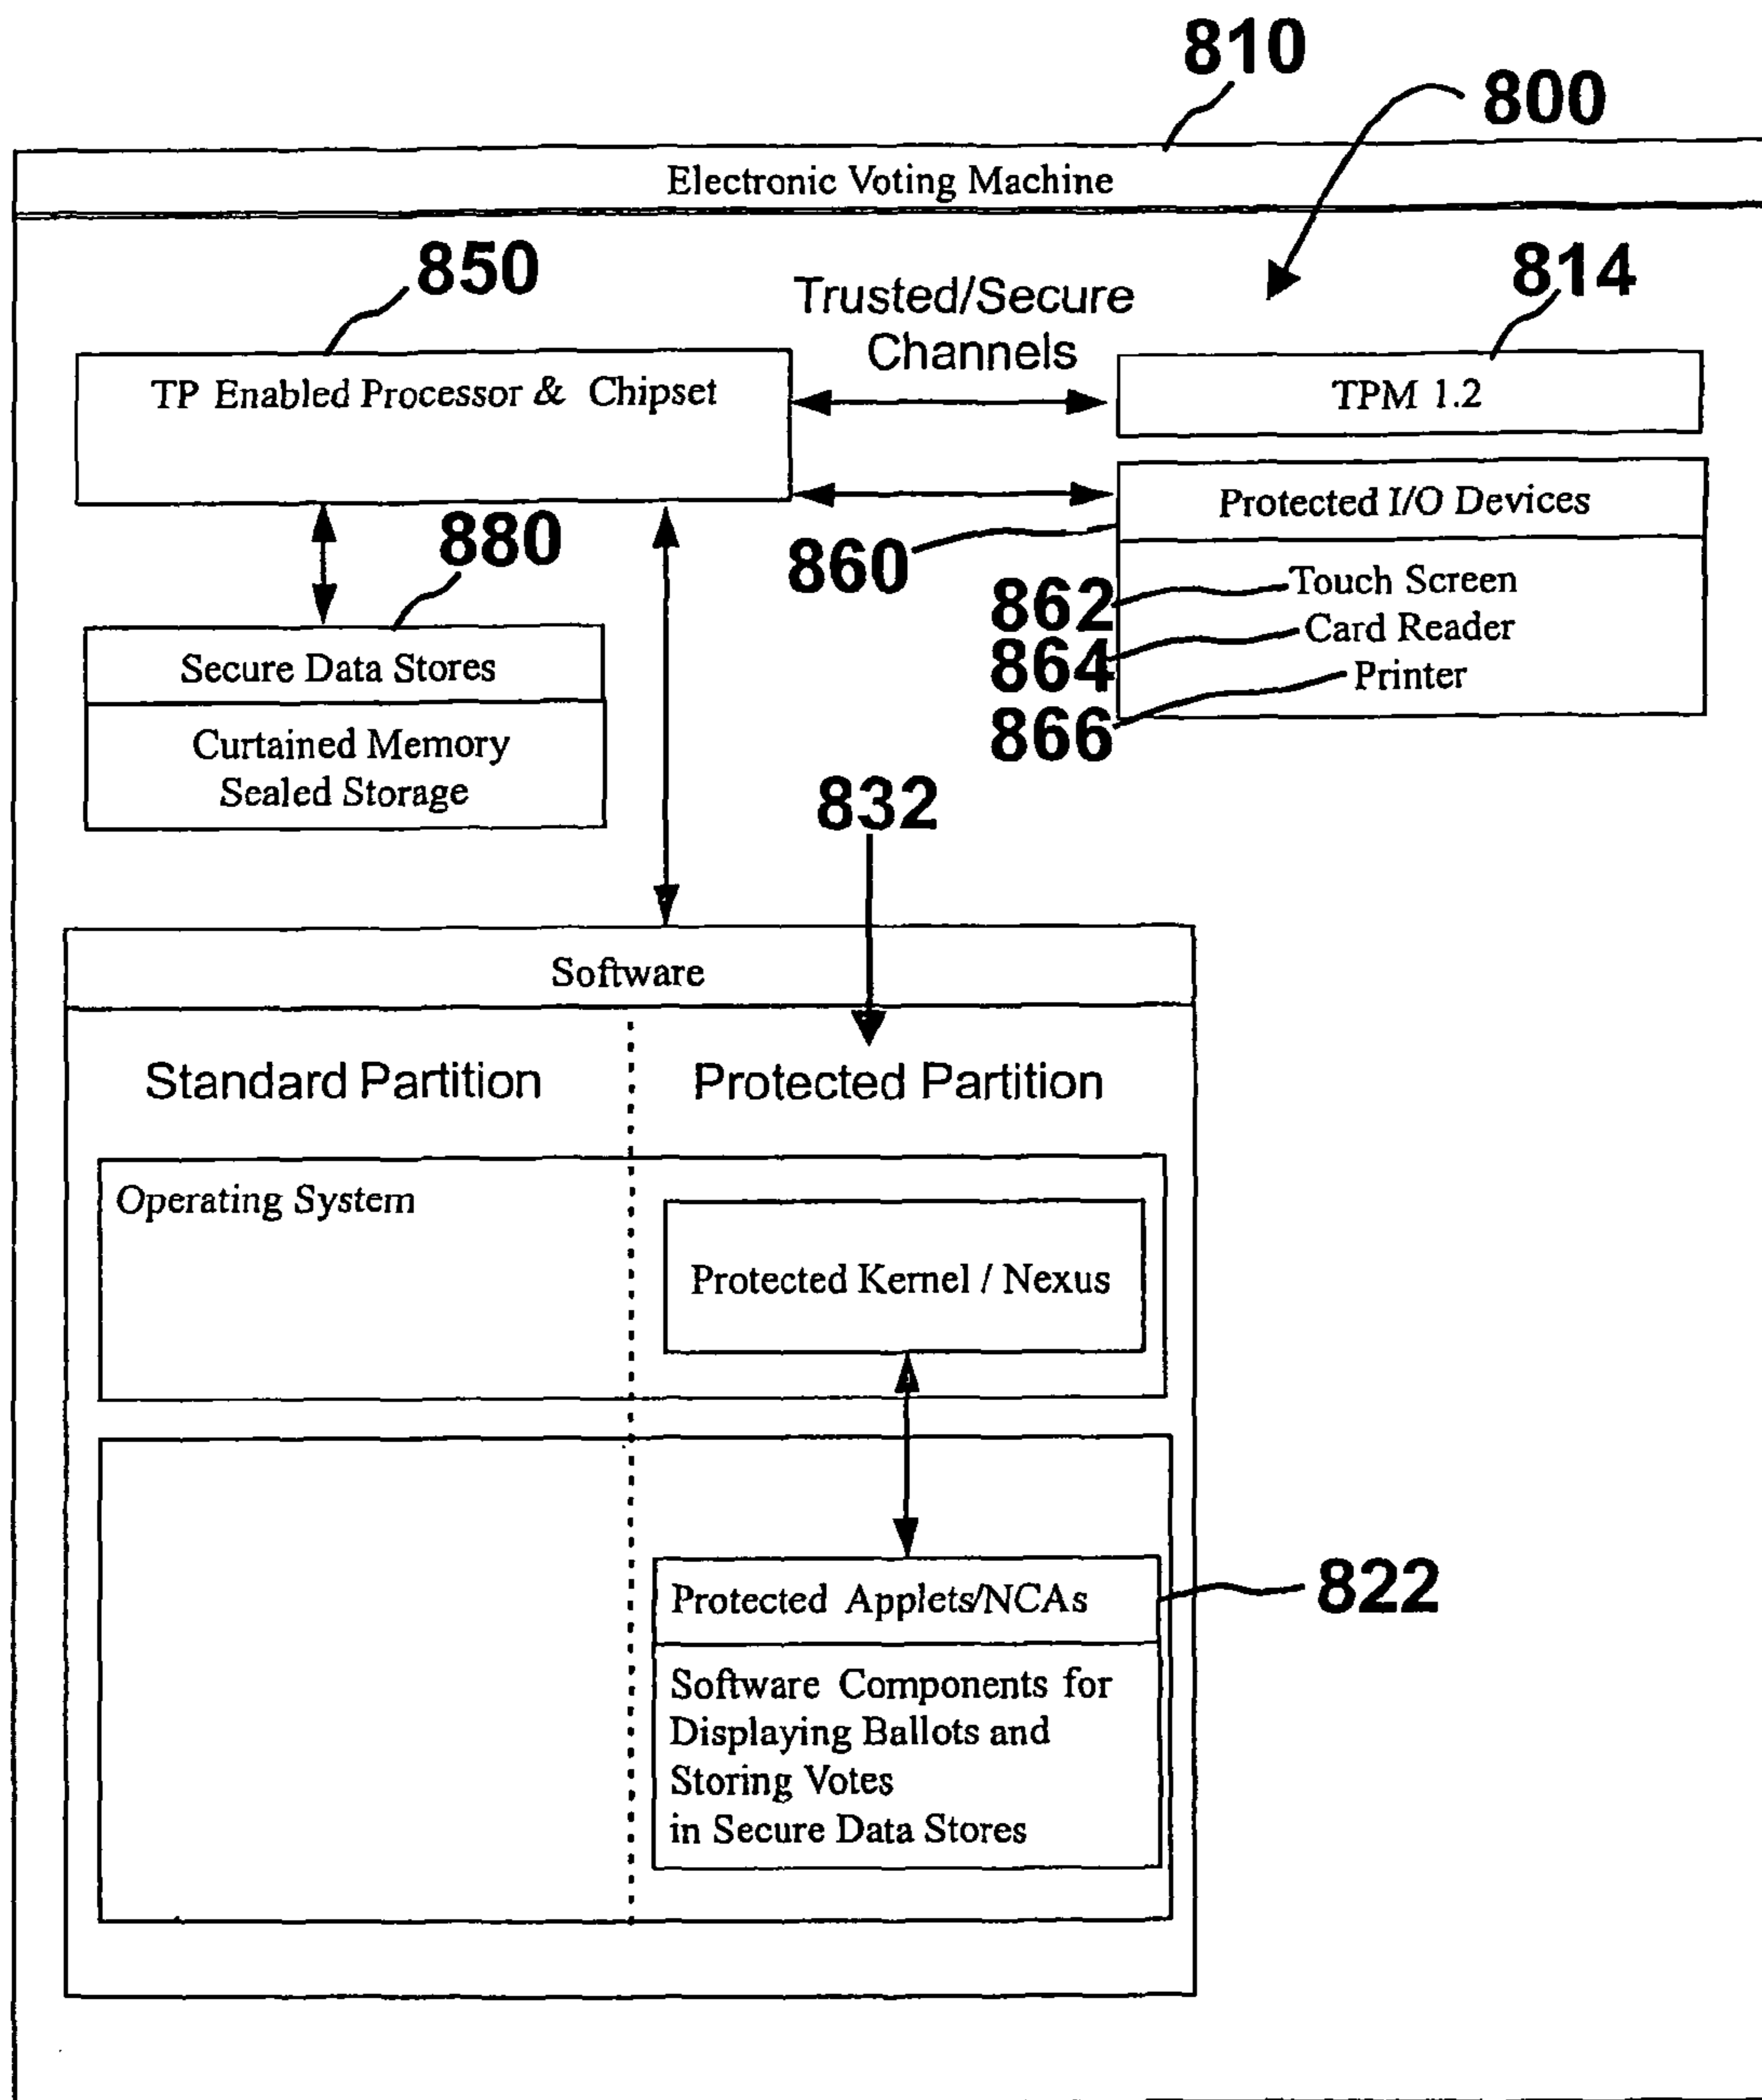 810
800
Electronic Voting Machine
850
Trusted/Secure
Channels
814
TP Enabled Processor & Chipset
TPM 1.2
880
860
Protected I/O Devices
862
Touch Screen
864
Card Reader
866
Printer
Secure Data Stores
Curtained Memory
Sealed Storage
832
Software
Standard Partition
Protected Partition
Operating System
Protected Kernel / Nexus
822
Protected Applets/NCAs
Software Components for
Displaying Ballots and
Storing Votes
in Secure Data Stores